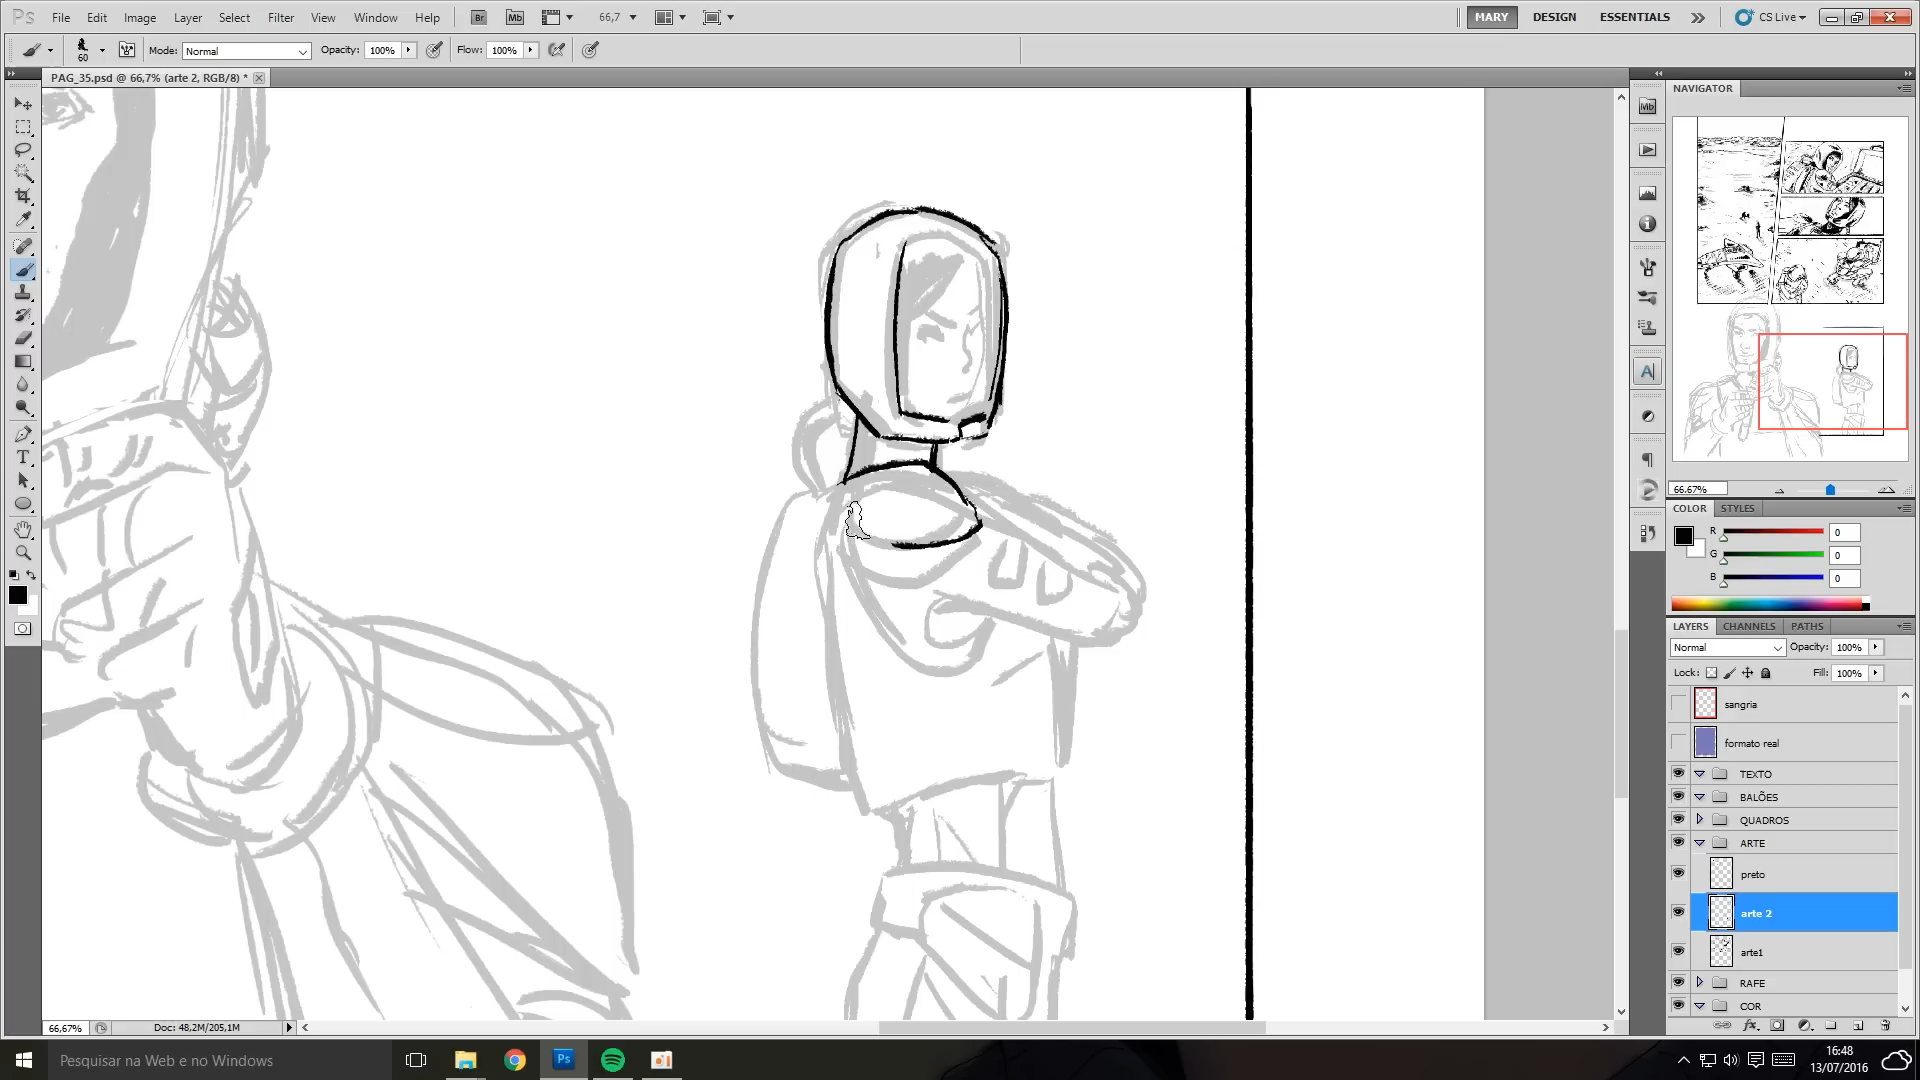 Ps File Edit Image Layer Select Filter View Window Help Br Mb 66,7 MARY DESIGN ESSENTIALS CS Live
60 Mode: Normal Opacity: 100% Flow: 100%
PAG_35.psd @ 66,7% (arte 2, RGB/8) *
NAVIGATOR
Mb
66.67%
COLOR STYLES
R 0
G 0
B 0
A
LAYERS CHANNELS PATHS
Normal Opacity: 100%
Lock: Fill: 100%
sangria
formato real
TEXTO
BALÕES
QUADROS
ARTE
preto
arte 2
arte1
RAFE
COR
66,67% Doc: 48,2M/205,1M
Pesquisar na Web e no Windows
Ps
16:48
13/07/2016